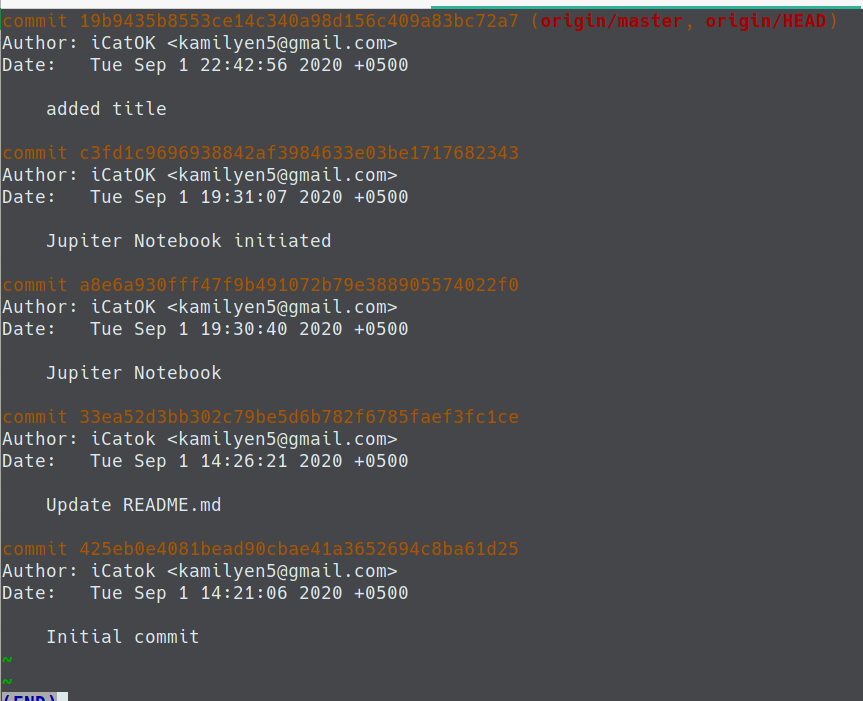 commit 19b9435b8553ce14c340a98d156c409a83bc72a7 (origin/master, origin/HEAD)
Author: iCatOK <kamilyen5@gmail.com>
Date:   Tue Sep 1 22:42:56 2020 +0500
added title
commit c3fd1c9696938842af3984633e03be1717682343
Author: iCatOK <kamilyen5@gmail.com>
Date:   Tue Sep 1 19:31:07 2020 +0500
Jupiter Notebook initiated
commit a8e6a930fff47f9b491072b79e388905574022f0
Author: iCatOK <kamilyen5@gmail.com>
Date:   Tue Sep 1 19:30:40 2020 +0500
Jupiter Notebook
commit 33ea52d3bb302c79be5d6b782f6785faef3fc1ce
Author: iCatok <kamilyen5@gmail.com>
Date:   Tue Sep 1 14:26:21 2020 +0500
Update README.md
commit 425eb0e4081bead90cbae41a3652694c8ba61d25
Author: iCatok <kamilyen5@gmail.com>
Date:   Tue Sep 1 14:21:06 2020 +0500
Initial commit
~
~
(END)